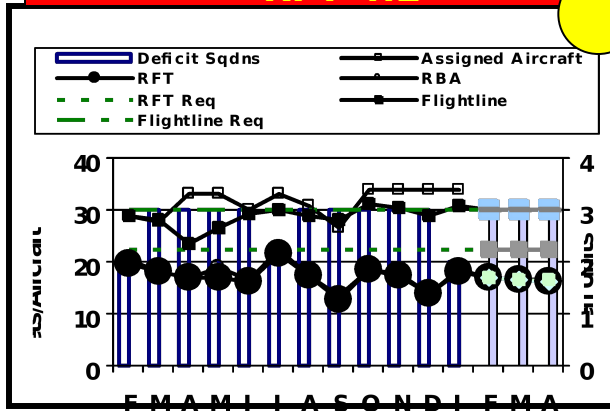 Deficit Sqdns Assigned Aircraft
RFT RBA
RFT Req Flightline
Flightline Req
40 4
30 3
20
10 1
0 0
F M A M J J A S O N D J F M A